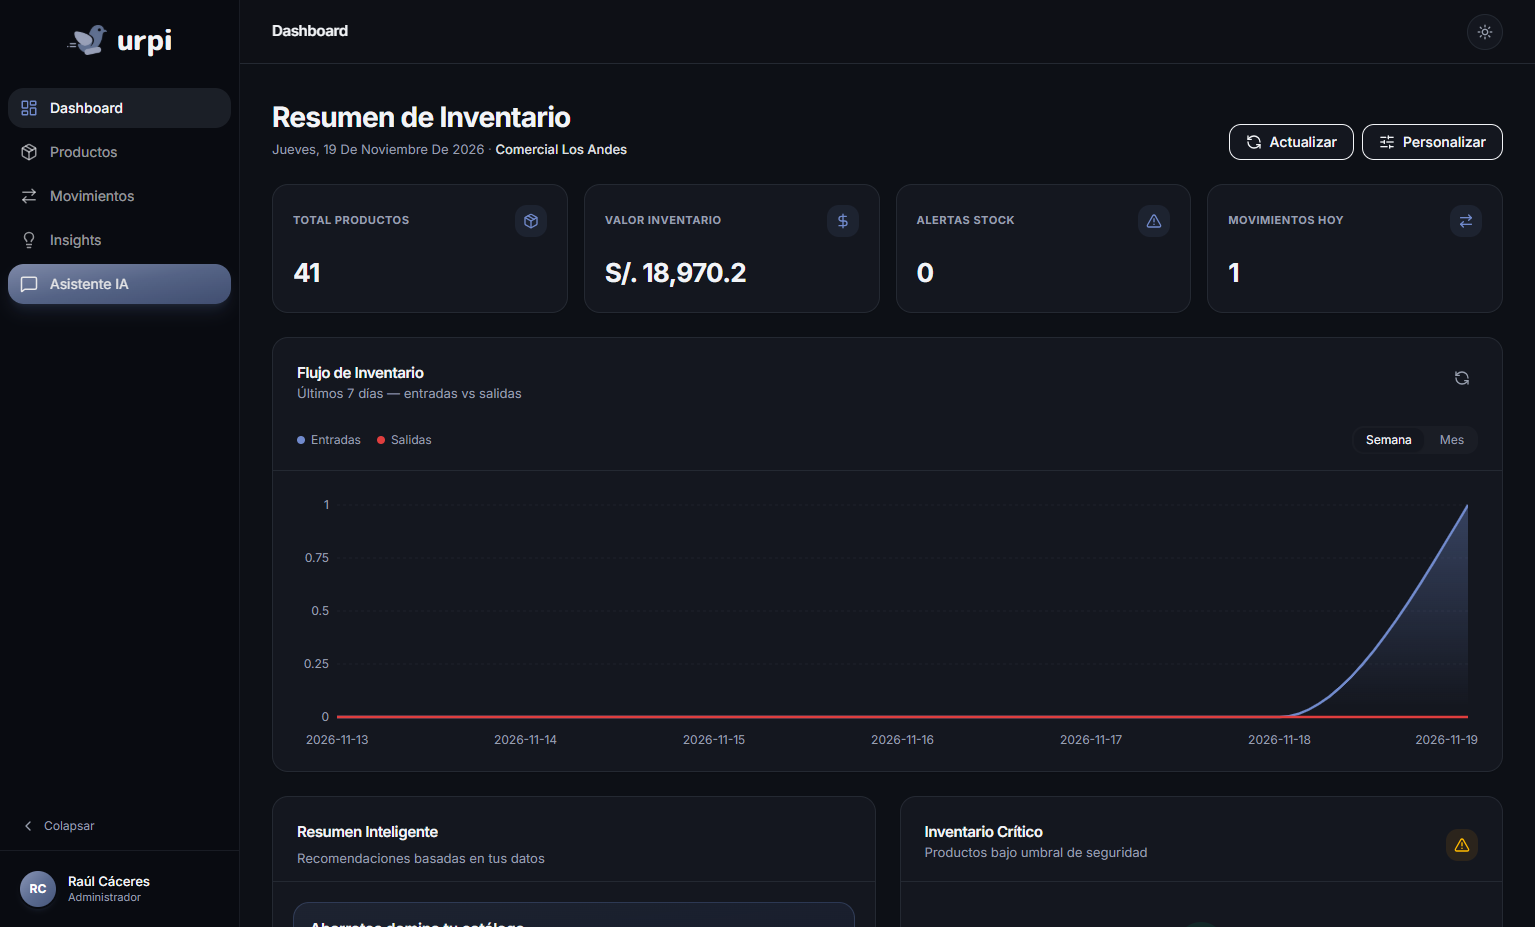 urpi
Dashboard
Productos
Movimientos
Insights
Asistente IA
Colapsar
RC
Raúl Cáceres
Administrador
Dashboard
Resumen de Inventario
Jueves, 19 De Noviembre De 2026 · Comercial Los Andes
Actualizar
Personalizar
TOTAL PRODUCTOS
41
VALOR INVENTARIO
S/. 18,970.2
ALERTAS STOCK
0
MOVIMIENTOS HOY
1
Flujo de Inventario
Últimos 7 días — entradas vs salidas
Entradas
Salidas
Semana
Mes
1
0.75
0.5
0.25
0
2026-11-13
2026-11-14
2026-11-15
2026-11-16
2026-11-17
2026-11-18
2026-11-19
Resumen Inteligente
Recomendaciones basadas en tus datos
Abarrotes domina tu catálogo
Inventario Crítico
Productos bajo umbral de seguridad